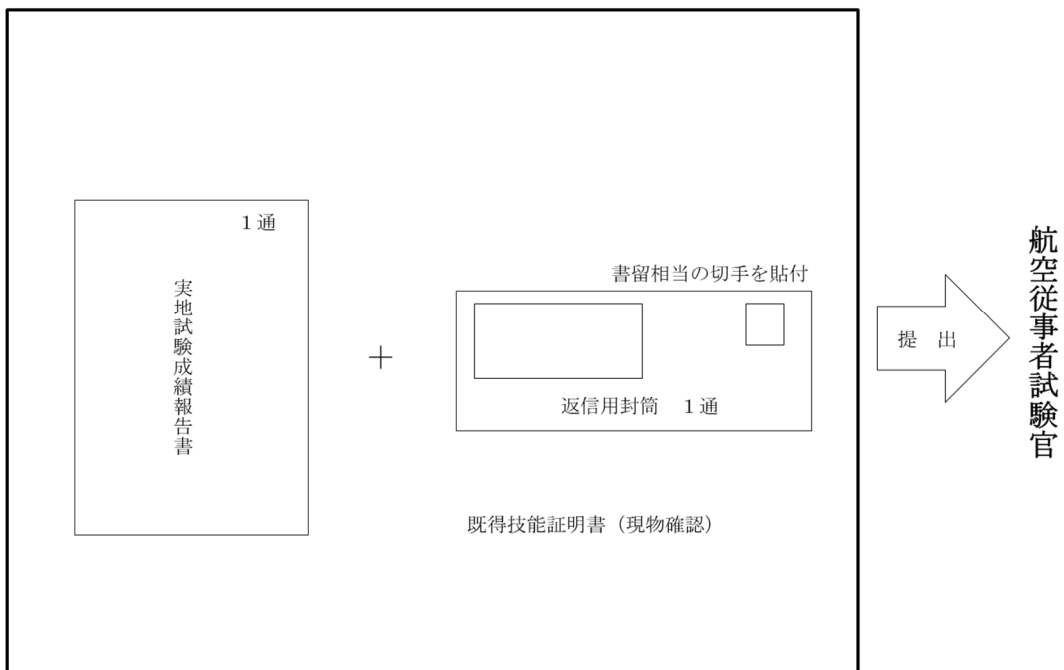 １通
実地試験成績報告書
＋
書留相当の切手を貼付
返信用封筒　１通
既得技能証明書（現物確認）
提　出
航空従事者試験官